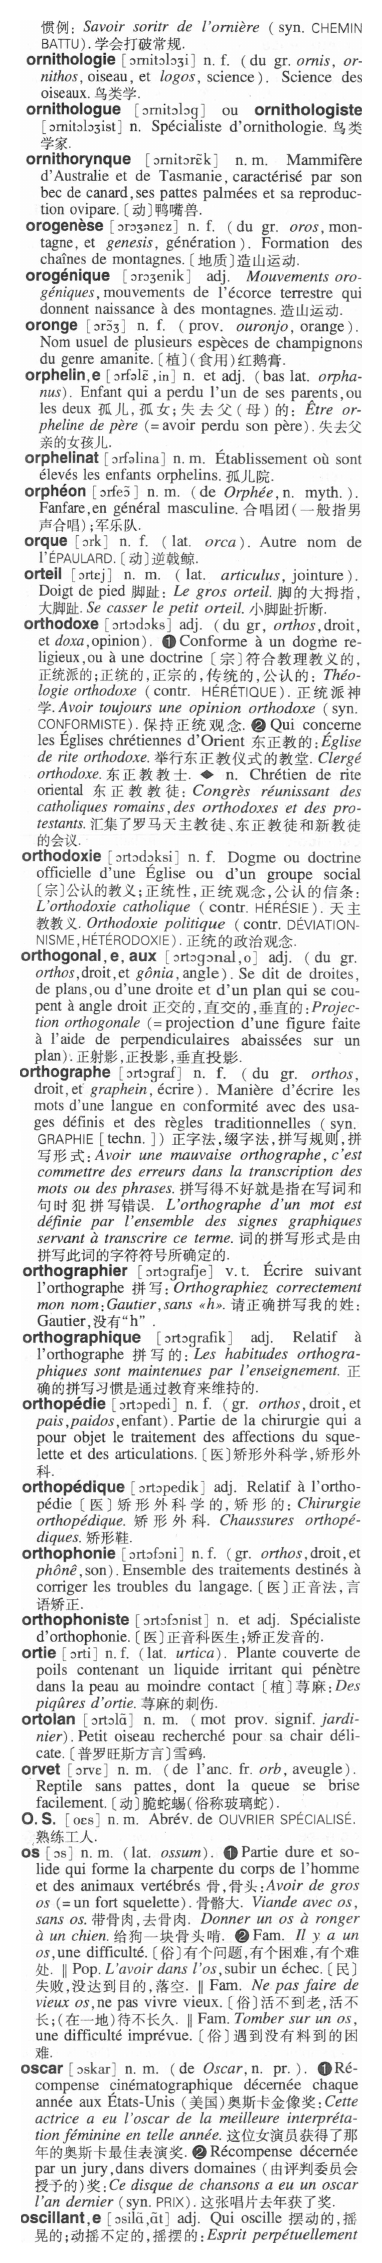 惯例: Savoir soritr de l'ornière ( syn. CHEMIN
BATTU). 学会打破常规.
ornithologie [ɔrnitɔlɔʒi] n. f. ( du gr. ornis, or-
nithos, oiseau, et logos, science ). Science des
oiseaux. 鸟类学.
ornithologue [ɔrnitɔlɔg] ou ornithologiste
[ɔrnitɔlɔʒist] n. Spécialiste d'ornithologie. 鸟类
学家.
ornithorynque [ɔrnitɔrɛ̃k] n. m. Mammifère
d'Australie et de Tasmanie, caractérisé par son
bec de canard,ses pattes palmées et sa reproduc-
tion ovipare. [动]鸭嘴兽.
orogenèse [ɔrɔʒənɛz] n. f. ( du gr. oros, mon-
tagne, et genesis, génération ). Formation des
chaînes de montagnes. [地质]造山运动.
orogénique [ɔrɔʒenik] adj. Mouvements oro-
géniques, mouvements de l'écorce terrestre qui
donnent naissance à des montagnes. 造山运动.
oronge [ɔrɔ̃ʒ] n. f. ( prov. ouronjo, orange ).
Nom usuel de plusieurs espèces de champignons
du genre amanite. [植](食用)红鹅膏.
orphelin,e [ɔrfəlɛ̃,in] n. et adj. (bas lat. orpha-
nus). Enfant qui a perdu l'un de ses parents,ou
les deux 孤儿,孤女;失去父(母)的: Être or-
pheline de père (=avoir perdu son père). 失去父
亲的女孩儿.
orphelinat [ɔrfəlina] n. m. Établissement où sont
élevés les enfants orphelins. 孤儿院.
orphéon [ɔrfeɔ̃] n. m. ( de Orphée,n. myth. ).
Fanfare,en général masculine. 合唱团(一般指男
声合唱);军乐队.
orque [ɔrk] n. f. ( lat. orca ). Autre nom de
l'ÉPAULARD. [动]逆戟鲸.
orteil [ɔrtɛj] n. m. ( lat. articulus, jointure ).
Doigt de pied 脚趾: Le gros orteil. 脚的大拇指,
大脚趾. Se casser le petit orteil. 小脚趾折断.
orthodoxe [ɔrtɔdɔks] adj. (du gr, orthos,droit,
et doxa,opinion). ❶Conforme à un dogme re-
ligieux,ou à une doctrine [宗]符合教理教义的,
正统派的;正统的,正宗的,传统的,公认的: Théo-
logie orthodoxe ( contr. HÉRÉTIQUE ). 正统派神
学. Avoir toujours une opinion orthodoxe ( syn.
CONFORMISTE). 保持正统观念. ❷Qui concerne
les Églises chrétiennes d'Orient 东正教的:Église
de rite orthodoxe. 举行东正教仪式的教堂. Clergé
orthodoxe. 东正教教士. ◆ n. Chrétien de rite
oriental 东正教教徒: Congrès réunissant des
catholiques romains,des orthodoxes et des pro-
testants. 汇集了罗马天主教徒、东正教徒和新教徒
的会议.
orthodoxie [ɔrtɔdɔksi] n. f. Dogme ou doctrine
officielle d'une Église ou d'un groupe social
[宗]公认的教义;正统性,正统观念,公认的信条:
L'orthodoxie catholique ( contr. HÉRÉSIE ). 天主
教教义. Orthodoxie politique ( contr. DÉVIATION-
NISME,HÉTÉRODOXIE). 正统的政治观念.
orthogonal, e, aux [ɔrtɔgɔnal,o] adj. ( du gr.
orthos,droit,et gônia, angle). Se dit de droites,
de plans,ou d'une droite et d'un plan qui se cou-
pent à angle droit 正交的,直交的,垂直的:Projec-
tion orthogonale (=projection d'une figure faite
à l'aide de perpendiculaires abaissées sur un
plan). 正射影,正投影,垂直投影.
orthographe [ɔrtɔgraf] n. f. ( du gr. orthos,
droit,et graphein, écrire ). Manière d'écrire les
mots d'une langue en conformité avec des usa-
ges définis et des règles traditionnelles ( syn.
GRAPHIE [techn. ]) 正字法,缀字法,拼写规则,拼
写形式:Avoir une mauvaise orthographe, c'est
commettre des erreurs dans la transcription des
mots ou des phrases. 拼写得不好就是指在写词和
句时犯拼写错误. L'orthographe d'un mot est
définie par l'ensemble des signes graphiques
servant à transcrire ce terme. 词的拼写形式是由
拼写此词的字符符号所确定的.
orthographier [ɔrtɔgrafje] v. t. Écrire suivant
l'orthographe 拼写:Orthographiez correctement
mon nom:Gautier,sans «h». 请正确拼写我的姓:
Gautier,没有“h” .
orthographique [ɔrtɔgrafik] adj. Relatif à
l'orthographe 拼写的: Les habitudes orthogra-
phiques sont maintenues par l'enseignement. 正
确的拼写习惯是通过教育来维持的.
orthopédie [ɔrtɔpedi] n. f. ( gr. orthos, droit, et
pais,paidos,enfant). Partie de la chirurgie qui a
pour objet le traitement des affections du sque-
lette et des articulations. [医]矫形外科学,矫形外
科.
orthopédique [ɔrtɔpedik] adj. Relatif à l'ortho-
pédie [医]矫形外科学的,矫形的: Chirurgie
orthopédique. 矫形外科. Chaussures orthopé-
diques. 矫形鞋.
orthophonie [ɔrtɔfɔni] n. f. (gr. orthos,droit,et
phônê,son). Ensemble des traitements destinés à
corriger les troubles du langage. [医]正音法,言
语矫正.
orthophoniste [ɔrtɔfɔnist] n. et adj. Spécialiste
d'orthophonie. [医]正音科医生;矫正发音的.
ortie [ɔrti] n. f. (lat. urtica). Plante couverte de
poils contenant un liquide irritant qui pénètre
dans la peau au moindre contact [植]荨麻:Des
piqûres d'ortie. 荨麻的刺伤.
ortolan [ɔrtɔlɑ̃] n. m. ( mot prov. signif. jardi-
nier). Petit oiseau recherché pour sa chair déli-
cate. [普罗旺斯方言]雪鹀.
orvet [ɔrvɛ] n. m. ( de l'anc. fr. orb, aveugle ).
Reptile sans pattes, dont la queue se brise
facilement. [动]脆蛇蜴(俗称玻璃蛇).
O. S. [oɛs] n. m. Abrév. de OUVRIER SPÉCIALISÉ.
熟练工人.
os [ɔs] n. m. (lat. ossum). ❶Partie dure et so-
lide qui forme la charpente du corps de l'homme
et des animaux vertébrés 骨,骨头:Avoir de gros
os (=un fort squelette). 骨骼大. Viande avec os,
sans os. 带骨肉,去骨肉. Donner un os à ronger
à un chien. 给狗一块骨头啃. ❷Fam. Il y a un
os,une difficulté. [俗]有个问题,有个困难,有个难
处. ‖ Pop. L'avoir dans l'os,subir un échec. [民]
失败,没达到目的,落空. ‖ Fam. Ne pas faire de
vieux os,ne pas vivre vieux. [俗]活不到老,活不
长;(在一地)待不长久. ‖ Fam. Tomber sur un os,
une difficulté imprévue. [俗]遇到没有料到的困
难.
oscar [ɔskar] n. m. ( de Oscar, n. pr. ). ❶Ré-
compense cinématographique décernée chaque
année aux États-Unis (美国)奥斯卡金像奖:Cette
actrice a eu l'oscar de la meilleure interpréta-
tion féminine en telle année. 这位女演员获得了那
年的奥斯卡最佳表演奖. ❷Récompense décernée
par un jury,dans divers domaines (由评判委员会
授予的)奖:Ce disque de chansons a eu un oscar
l'an dernier (syn. PRIX). 这张唱片去年获了奖.
oscillant,e [ɔsilɑ̃,ɑ̃t] adj. Qui oscille 摆动的,摇
晃的;动摇不定的,摇摆的:Esprit perpétuellement